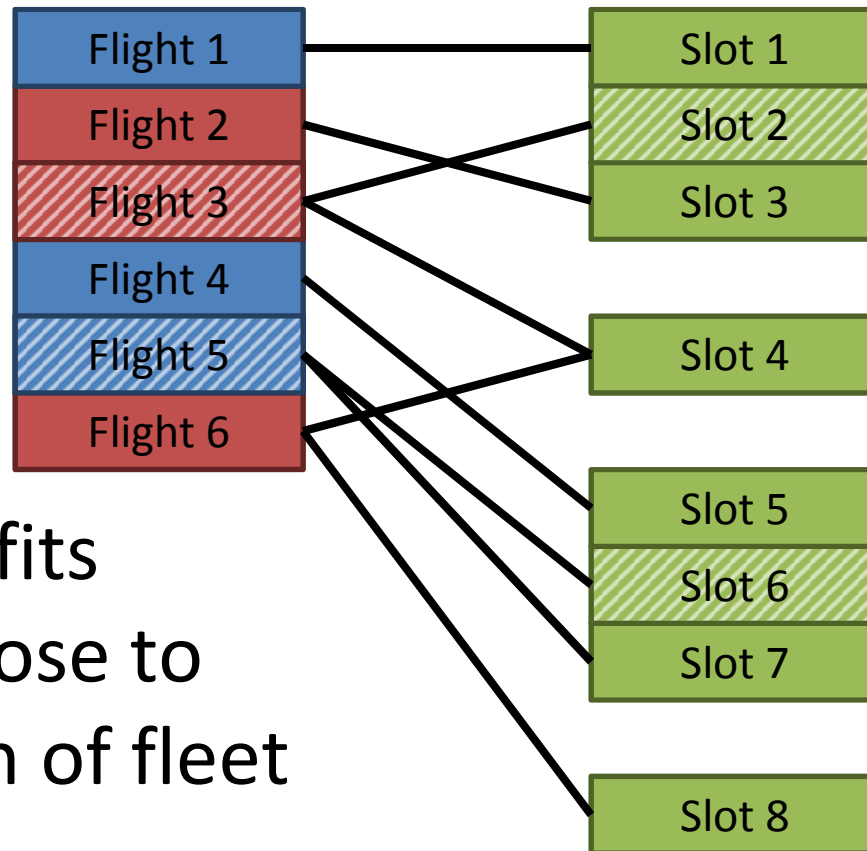 Flight 1
Flight 2
Flight 3
Flight 4
Flight 5
Flight 6
Slot 1
Slot 2
Slot 3
Slot 4
Slot 5
Slot 6
Slot 7
Slot 8
fits
ose to
of fleet